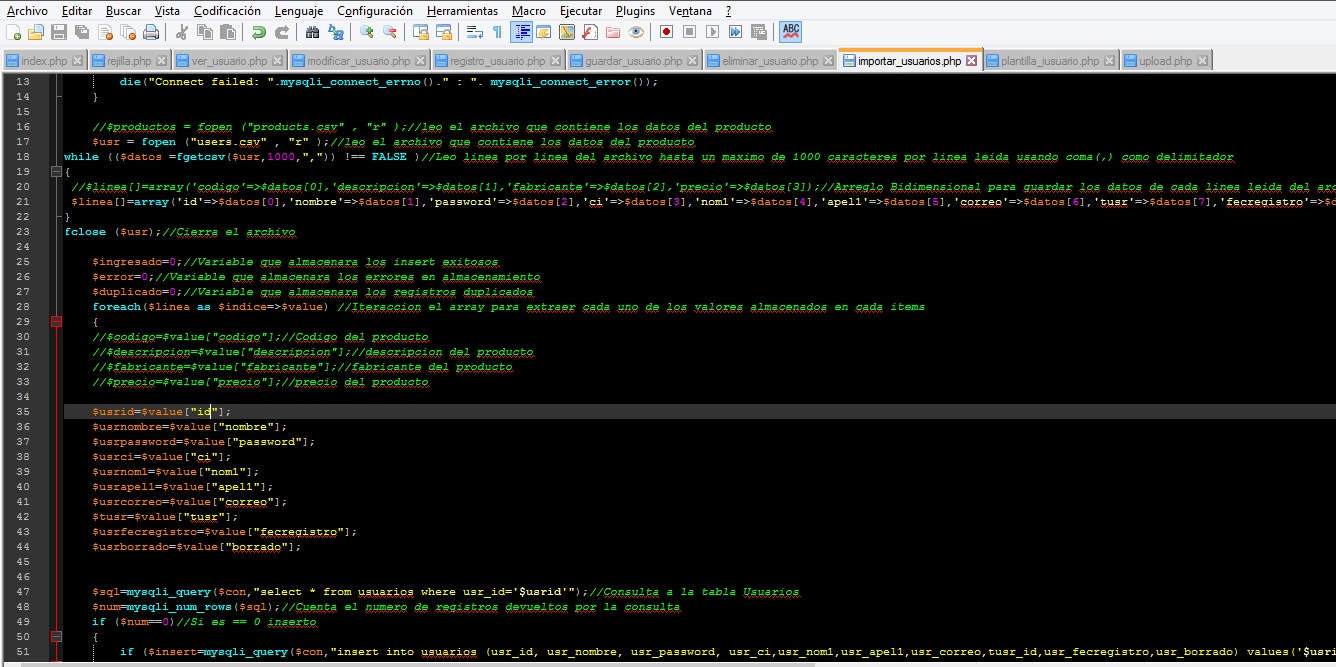 Archivo Editar Buscar Vista Codificación Lenguaje Configuración Herramientas Macro Ejecutar Plugins Ventana ?
ABC
index.php rejilla.php ver_usuario.php modificar_usuario.php registro_usuario.php guardar_usuario.php eliminar_usuario.php importar_usuarios.php plantilla_iusuario.php upload.php
13 die("Connect failed: ".mysqli_connect_errno()." : ". mysqli_connect_error());
14 }
15
16 //$productos = fopen ("products.csv" , "r" );//leo el archivo que contiene los datos del producto
17 $usr = fopen ("users.csv" , "r" );//leo el archivo que contiene los datos del producto
18 while (($datos =fgetcsv($usr,1000,",")) !== FALSE )//Leo linea por linea del archivo hasta un maximo de 1000 caracteres por linea leida usando coma(,) como delimitador
19 {
20 //$linea[]=array('codigo'=>$datos[0],'descripcion'=>$datos[1],'fabricante'=>$datos[2],'precio'=>$datos[3]);//Arreglo Bidimensional para guardar los datos de cada linea leida del arc
21 $linea[]=array('id'=>$datos[0],'nombre'=>$datos[1],'password'=>$datos[2],'ci'=>$datos[3],'nom1'=>$datos[4],'apel1'=>$datos[5],'correo'=>$datos[6],'tusr'=>$datos[7],'fecregistro'=>$d
22 }
23 fclose ($usr);//Cierra el archivo
24
25 $ingresado=0;//Variable que almacenara los insert exitosos
26 $error=0;//Variable que almacenara los errores en almacenamiento
27 $duplicado=0;//Variable que almacenara los registros duplicados
28 foreach($linea as $indice=>$value) //Iteraccion el array para extraer cada uno de los valores almacenados en cada items
29 {
30 //$codigo=$value["codigo"];//Codigo del producto
31 //$descripcion=$value["descripcion"];//descripcion del producto
32 //$fabricante=$value["fabricante"];//fabricante del producto
33 //$precio=$value["precio"];//precio del producto
34
35 $usrid=$value["id"];
36 $usrnombre=$value["nombre"];
37 $usrpassword=$value["password"];
38 $usrci=$value["ci"];
39 $usrnom1=$value["nom1"];
40 $usrapel1=$value["apel1"];
41 $usrcorreo=$value["correo"];
42 $tusr=$value["tusr"];
43 $usrfecregistro=$value["fecregistro"];
44 $usrborrado=$value["borrado"];
45
46
47 $sql=mysqli_query($con,"select * from usuarios where usr_id='$usrid'");//Consulta a la tabla Usuarios
48 $num=mysqli_num_rows($sql);//Cuenta el numero de registros devueltos por la consulta
49 if ($num==0)//Si es == 0 inserto
50 {
51 if ($insert=mysqli_query($con,"insert into usuarios (usr_id, usr_nombre, usr_password, usr_ci,usr_nom1,usr_apel1,usr_correo,tusr_id,usr_fecregistro,usr_borrado) values('$usri